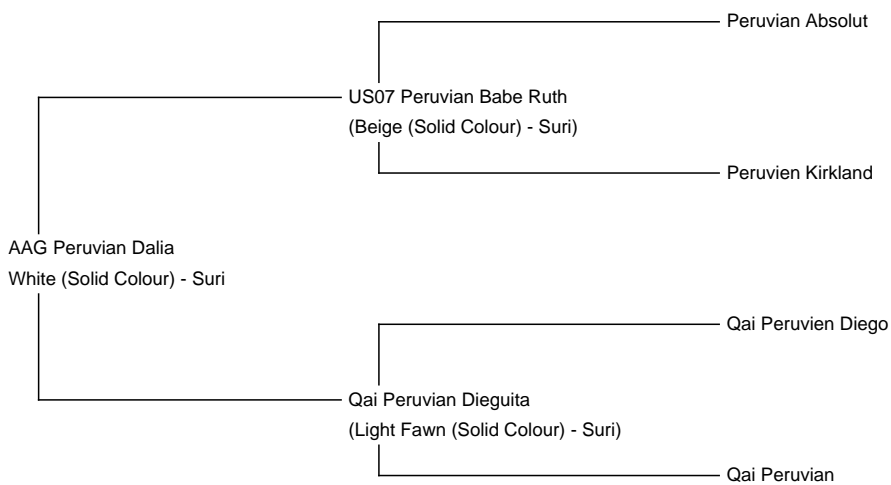 Peruvian Absolut
US07 Peruvian Babe Ruth
(Beige (Solid Colour) - Suri)
Peruvien Kirkland
AAG Peruvian Dalia
White (Solid Colour) - Suri
Qai Peruvien Diego
Qai Peruvian Dieguita
(Light Fawn (Solid Colour) - Suri)
Qai Peruvian